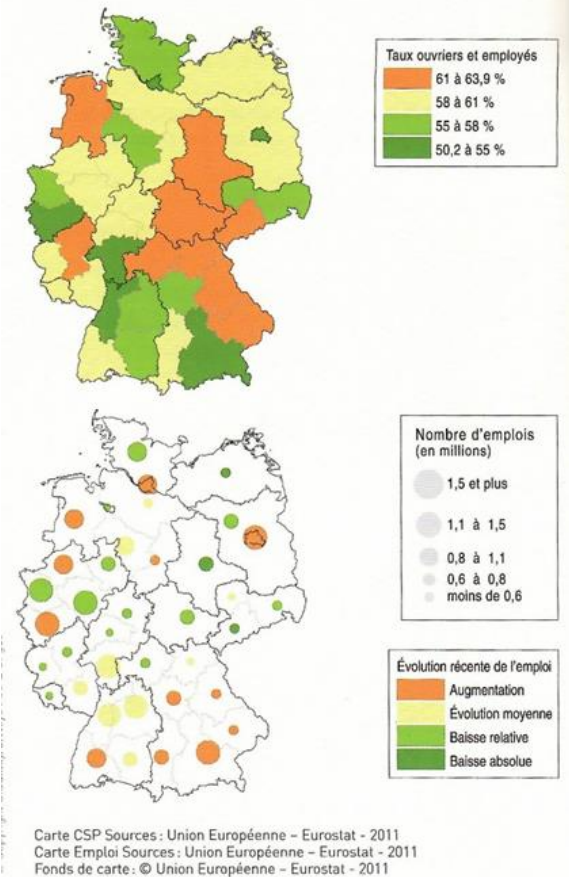 Taux ouvriers et employés
61 à 63,9 %
58 à 61 %
55 à 58 %
50,2 à 55 %
Nombre d'emplois
(en millions)
1,5 et plus
1,1 à 1,5
0,8 à 1,1
0,6 à 0,8
moins de 0,6
Évolution récente de l'emploi
Augmentation
Évolution moyenne
Baisse relative
Baisse absolue
Carte CSP Sources : Union Européenne – Eurostat - 2011
Carte Emploi Sources : Union Européenne – Eurostat - 2011
Fonds de carte : © Union Européenne – Eurostat - 2011